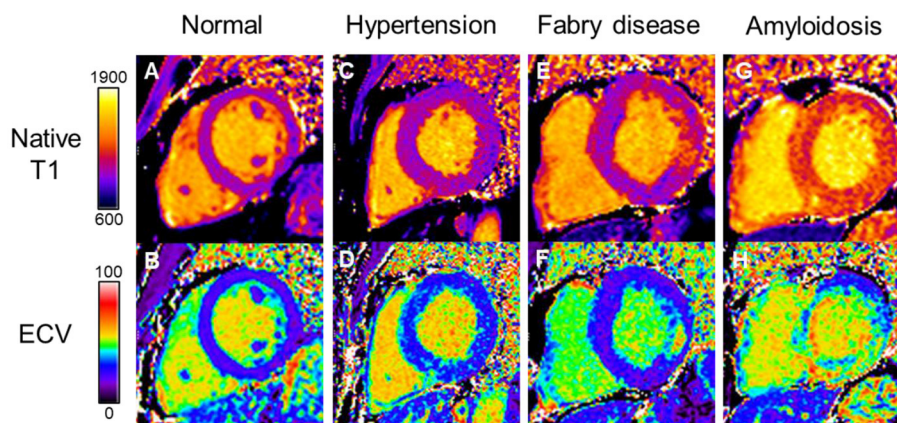 Normal Hypertension Fabry disease Amyloidosis
A C E G
1900
Native
T1
600
B D F H
100
ECV
0